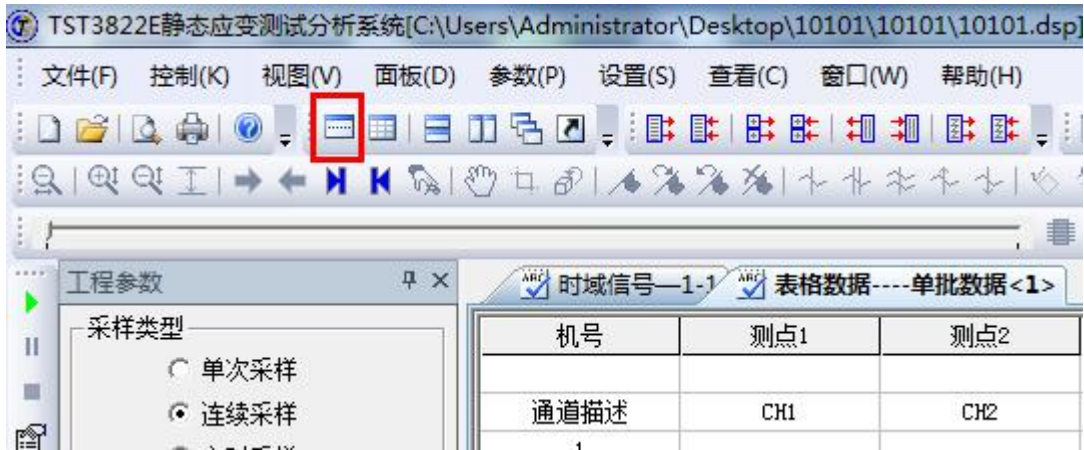 TST3822E静态应变测试分析系统[C:\Users\Administrator\Desktop\10101\10101\10101.dsp]
文件(F) 控制(K) 视图(V) 面板(D) 参数(P) 设置(S) 查看(C) 窗口(W) 帮助(H)
工程参数
时域信号—1-1 表格数据----单批数据<1>
采样类型
机号 测点1 测点2
单次采样
连续采样
通道描述 CH1 CH2
1